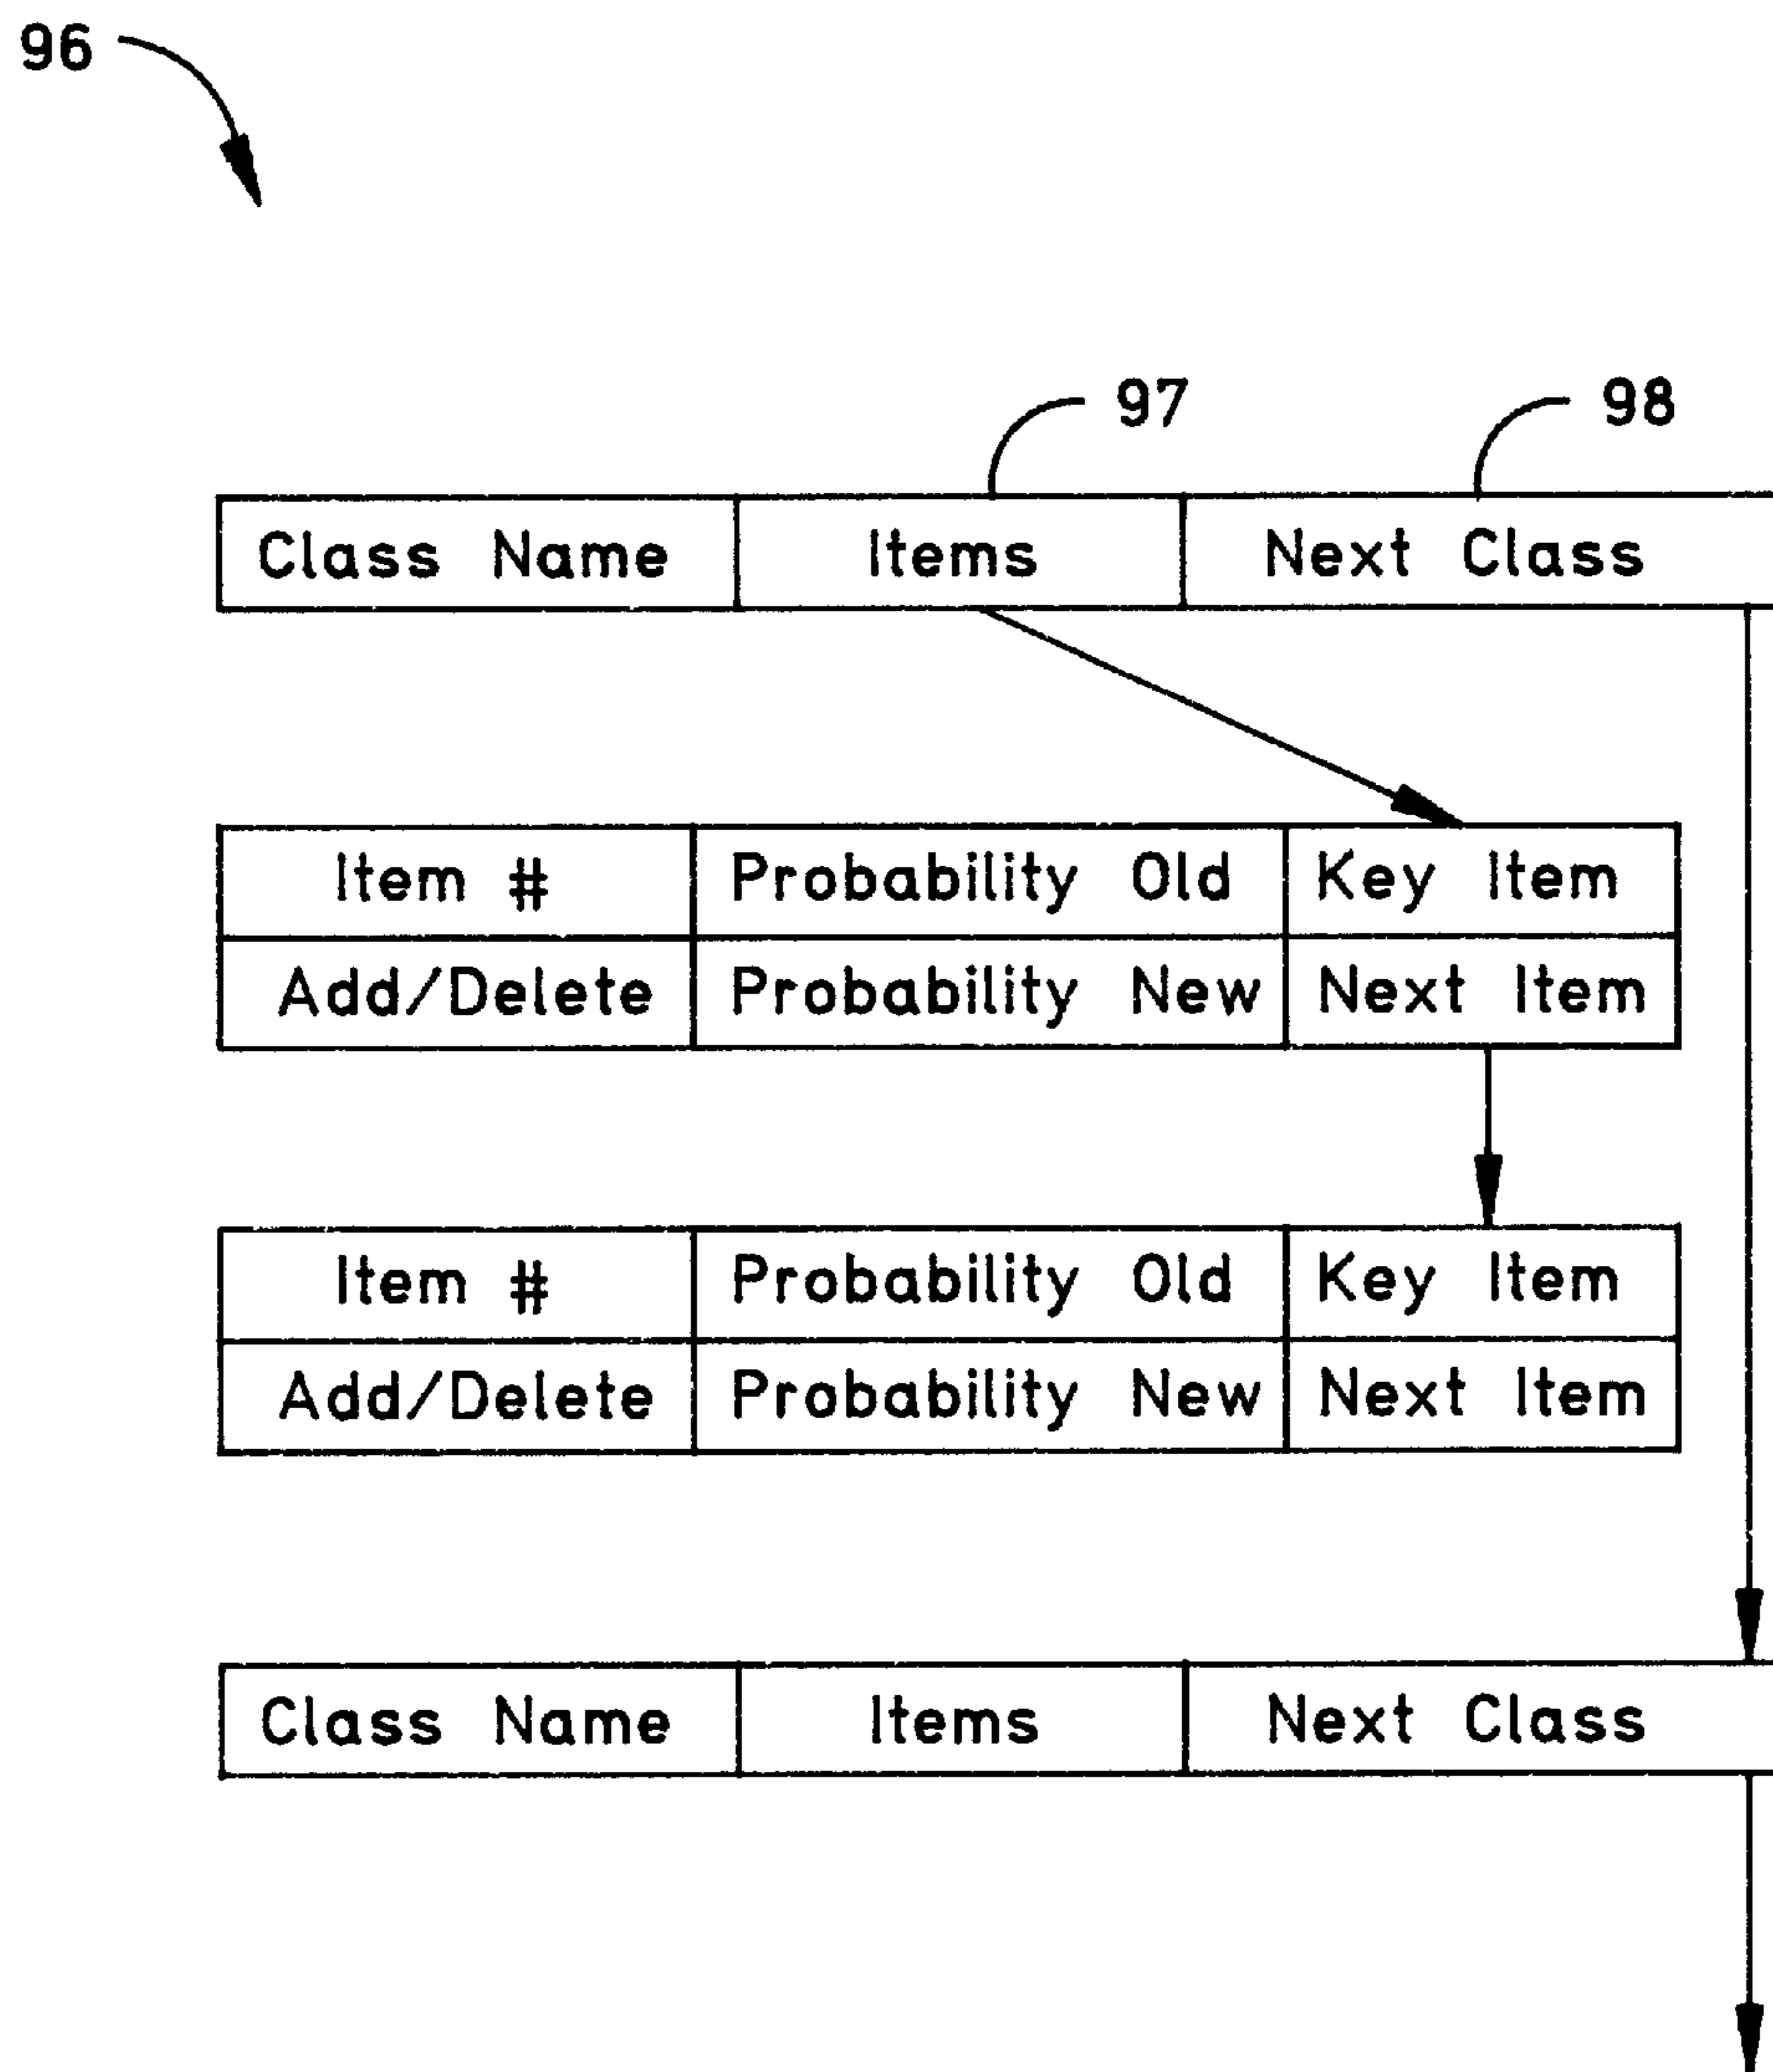 96
97 98
Class Name Items Next Class
Item # Probability Old Key Item
Add/Delete Probability New Next Item
Item # Probability Old Key Item
Add/Delete Probability New Next Item
Class Name Items Next Class